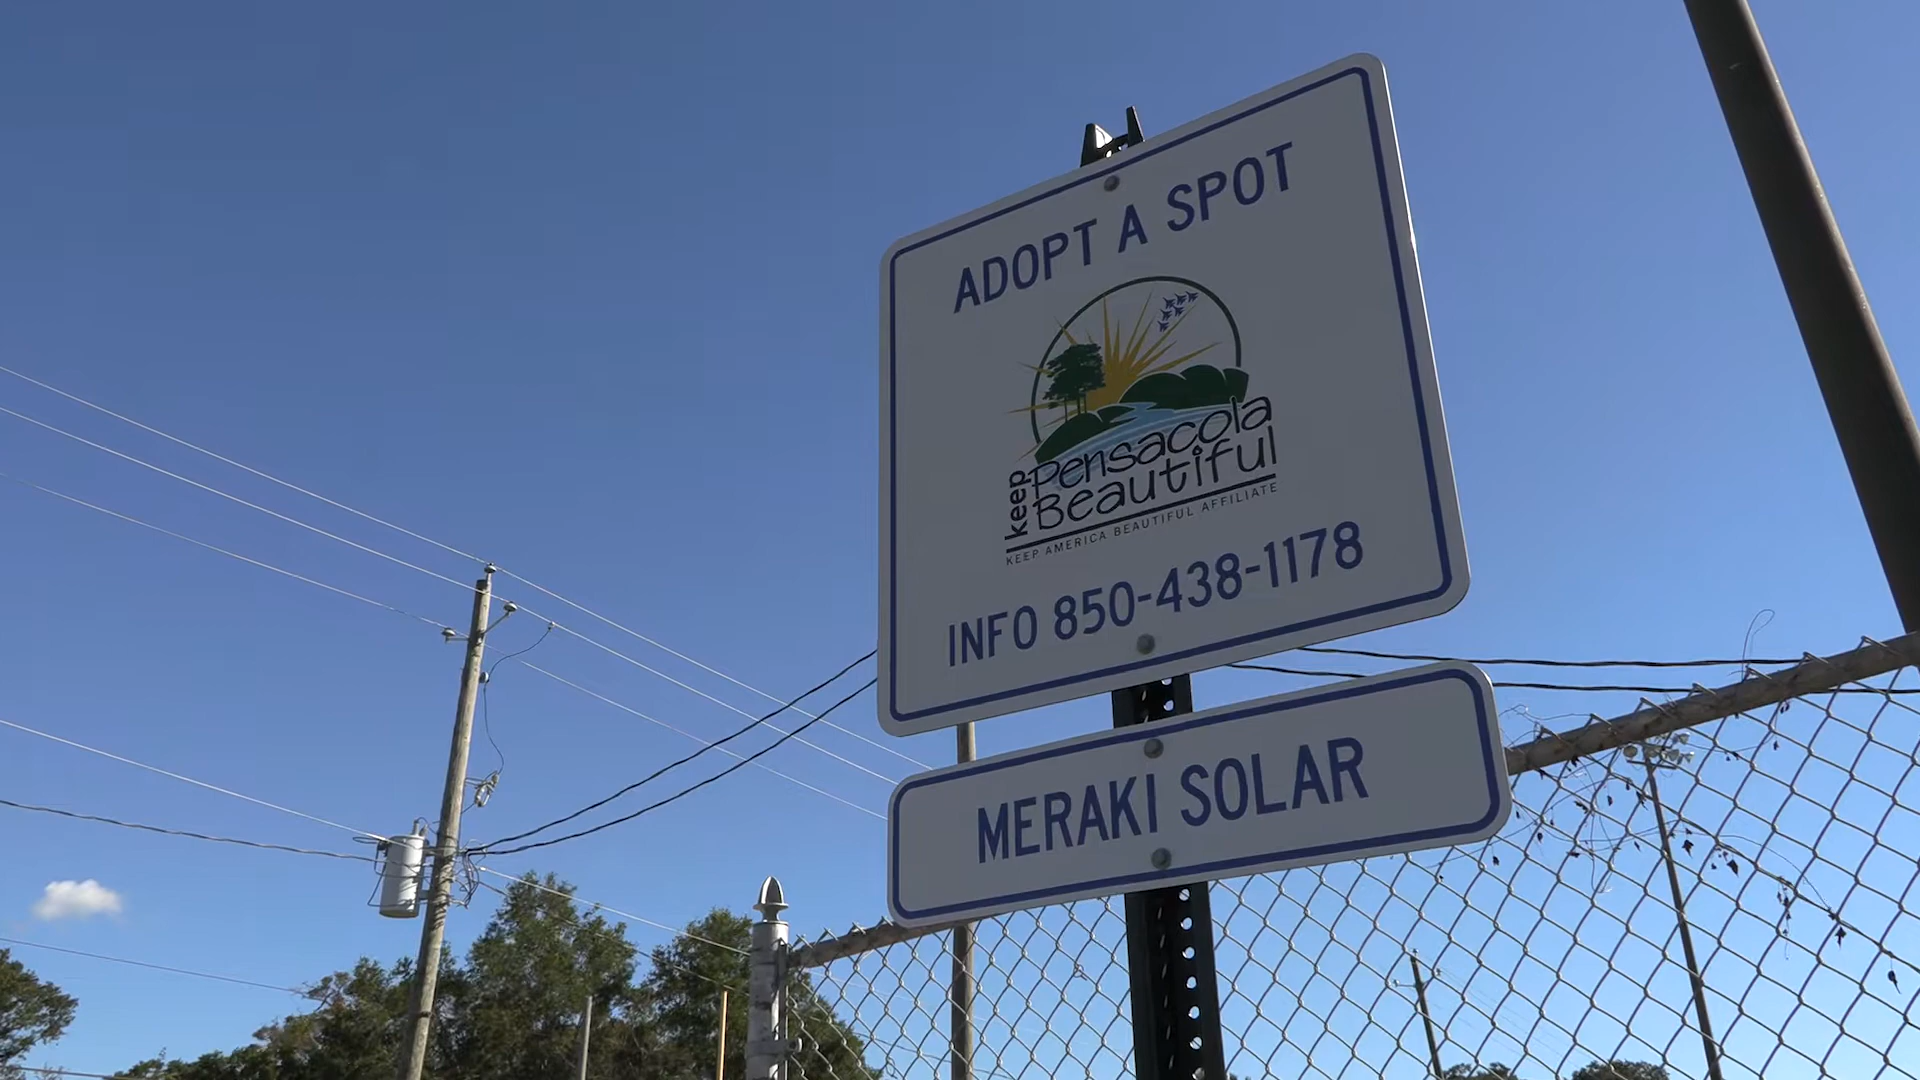 ADOPT A SPOT
keep Pensacola
Beautiful
KEEP AMERICA BEAUTIFUL AFFILIATE
INFO 850-438-1178
MERAKI SOLAR